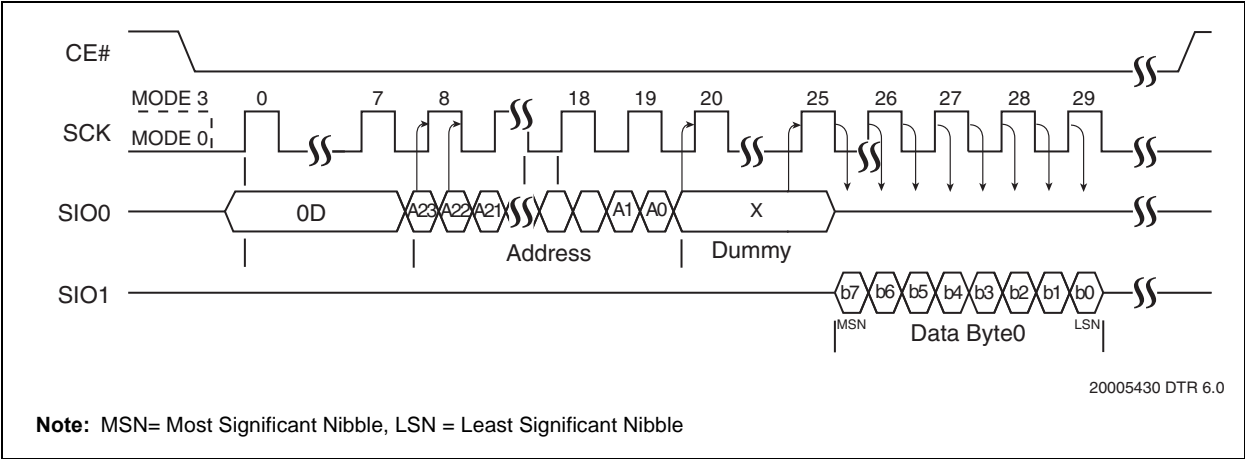 CE#
MODE 3 0 7 8 18 19 20 25 26 27 28 29
SCK
MODE 0
SIO0 0D A23 A22 A21 A1 A0 X
Address Dummy
SIO1 b7 b6 b5 b4 b3 b2 b1 b0
MSN Data Byte0 LSN
20005430 DTR 6.0
Note: MSN= Most Significant Nibble, LSN = Least Significant Nibble